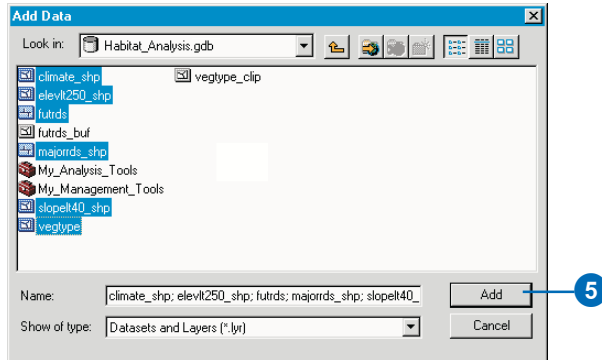 Add Data
Look in: Habitat_Analysis.gdb
climate_shp
vegtype_clip
elevlt250_shp
futrds
futrds_buf
majorrds_shp
My_Analysis_Tools
My_Management_Tools
slopelt40_shp
vegtype
Name: climate_shp; elevlt250_shp; futrds; majorrds_shp; slopelt40_ Add 5
Show of type: Datasets and Layers (*.lyr) Cancel